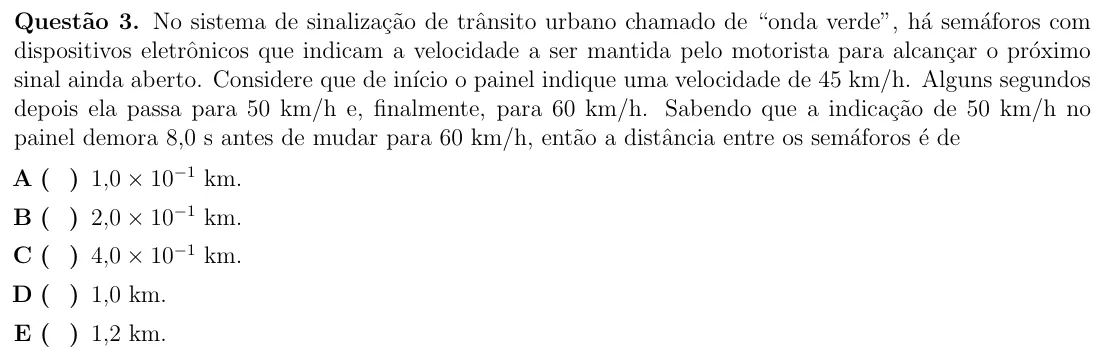 Questão 3. No sistema de sinalização de trânsito urbano chamado de “onda verde”, há semáforos com
dispositivos eletrônicos que indicam a velocidade a ser mantida pelo motorista para alcançar o próximo
sinal ainda aberto. Considere que de início o painel indique uma velocidade de 45 km/h. Alguns segundos
depois ela passa para 50 km/h e, finalmente, para 60 km/h. Sabendo que a indicação de 50 km/h no
painel demora 8,0 s antes de mudar para 60 km/h, então a distância entre os semáforos é de
A ( ) 1,0 × 10⁻¹ km.
B ( ) 2,0 × 10⁻¹ km.
C ( ) 4,0 × 10⁻¹ km.
D ( ) 1,0 km.
E ( ) 1,2 km.